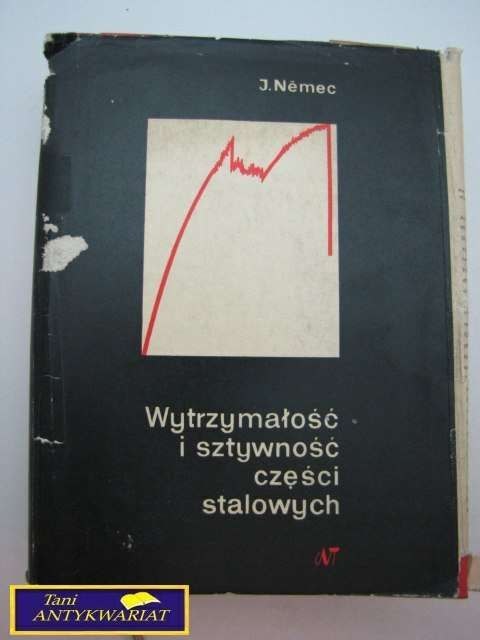 J. Němec
Wytrzymałość
i sztywność
części
stalowych
Tani
ANTYKWARIAT